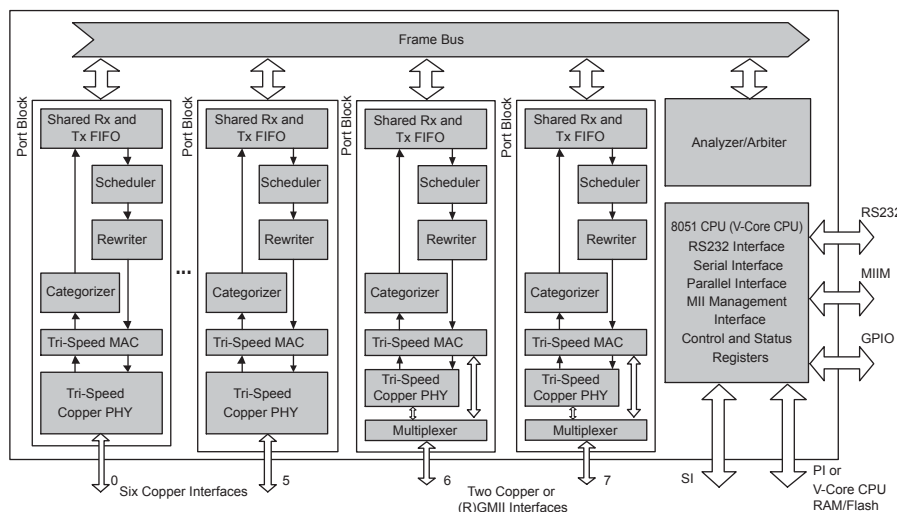 Frame Bus
Port Block
Shared Rx and
Tx FIFO
Scheduler
Rewriter
Categorizer
Tri-Speed MAC
Tri-Speed
Copper PHY
...
Port Block
Shared Rx and
Tx FIFO
Scheduler
Rewriter
Categorizer
Tri-Speed MAC
Tri-Speed
Copper PHY
Port Block
Shared Rx and
Tx FIFO
Scheduler
Rewriter
Categorizer
Tri-Speed MAC
Tri-Speed
Copper PHY
Multiplexer
Port Block
Shared Rx and
Tx FIFO
Scheduler
Rewriter
Categorizer
Tri-Speed MAC
Tri-Speed
Copper PHY
Multiplexer
Analyzer/Arbiter
8051 CPU (V-Core CPU)
RS232 Interface
Serial Interface
Parallel Interface
MII Management
Interface
Control and Status
Registers
RS232
MIIM
GPIO
0
Six Copper Interfaces
5
6
Two Copper or
(R)GMII Interfaces
7
SI
PI or
V-Core CPU
RAM/Flash